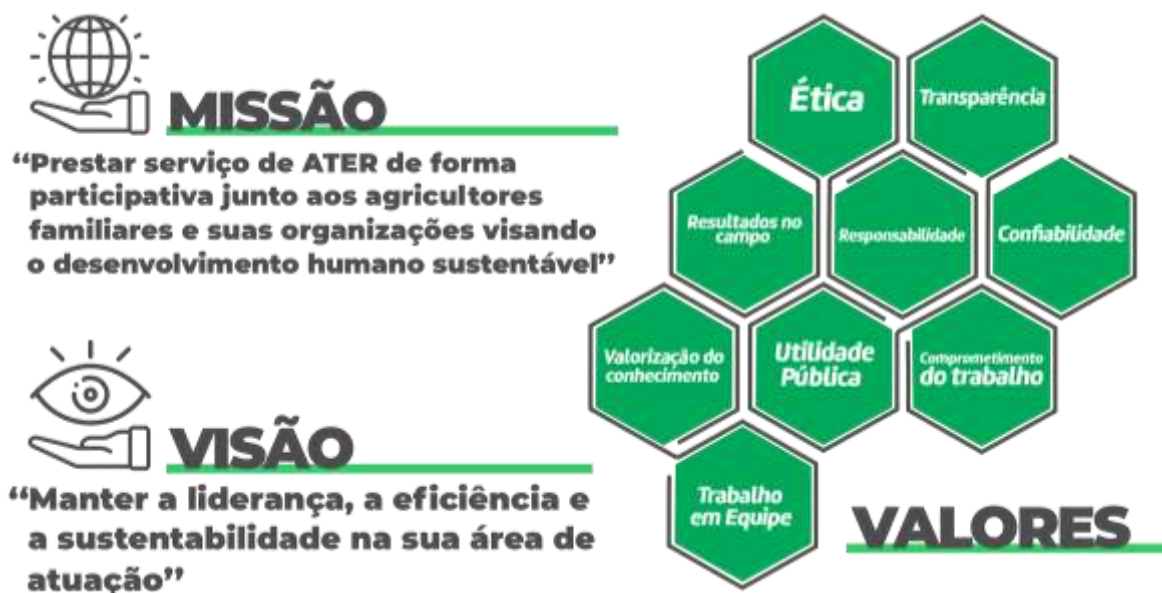 MISSÃO
“Prestar serviço de ATER de forma
participativa junto aos agricultores
familiares e suas organizações visando
o desenvolvimento humano sustentável”
VISÃO
“Manter a liderança, a eficiência e
a sustentabilidade na sua área de
atuação”
Ética
Transparência
Resultados no
campo
Responsabilidade
Confiabilidade
Valorização do
conhecimento
Utilidade
Pública
Comprometimento
do trabalho
Trabalho
em Equipe
VALORES